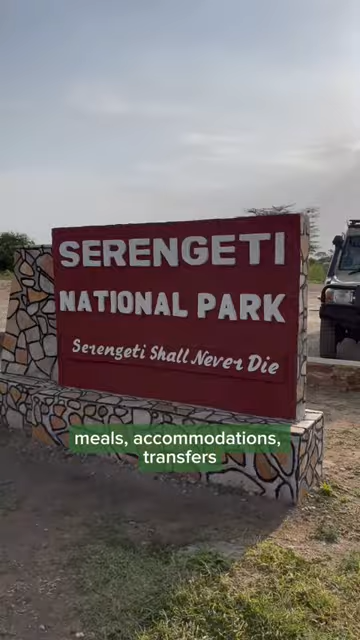 SERENGETI
NATIONAL PARK
Serengeti Shall Never Die
meals, accommodations,
transfers